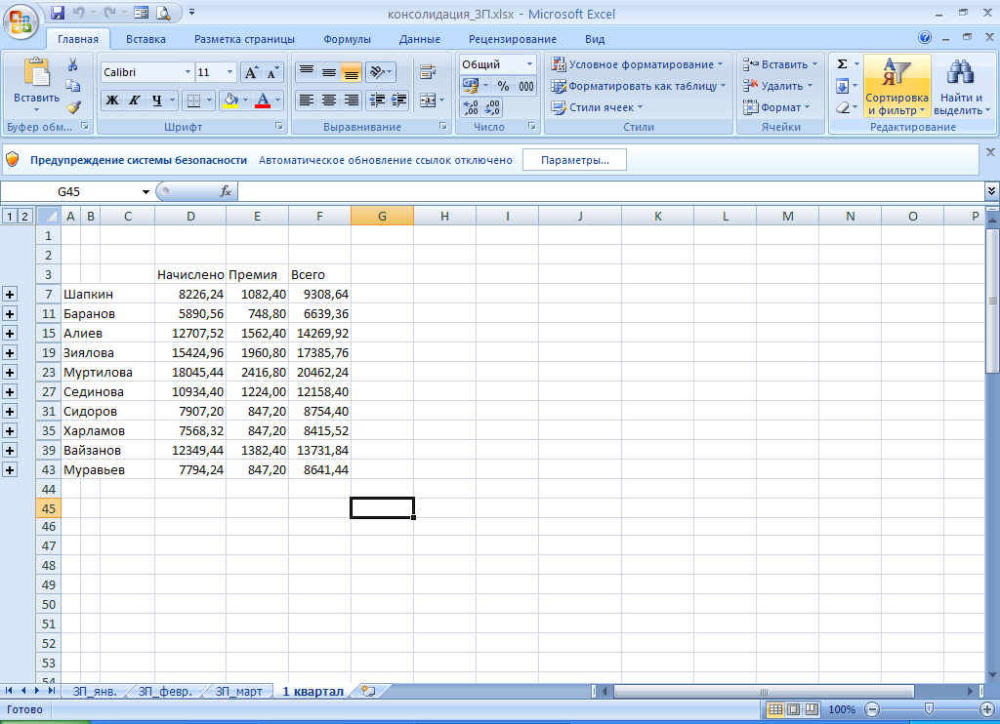 консолидация_ЗП.xlsx - Microsoft Excel
Главная Вставка Разметка страницы Формулы Данные Рецензирование Вид
Вставить
Буфер обм...
Calibri 11
Ж К Ч А
Шрифт
Выравнивание
Общий
% 000
Число
Условное форматирование
Форматировать как таблицу
Стили ячеек
Стили
Вставить
Удалить
Формат
Ячейки
Σ
Сортировка и фильтр
Найти и выделить
Редактирование
Предупреждение системы безопасности Автоматическое обновление ссылок отключено Параметры...
G45 fx
1 2 A B C D E F G H I J K L M N O P
1
2
3 Начислено Премия Всего
7 Шапкин 8226,24 1082,40 9308,64
11 Баранов 5890,56 748,80 6639,36
15 Алиев 12707,52 1562,40 14269,92
19 Зиялова 15424,96 1960,80 17385,76
23 Муртилова 18045,44 2416,80 20462,24
27 Сединова 10934,40 1224,00 12158,40
31 Сидоров 7907,20 847,20 8754,40
35 Харламов 7568,32 847,20 8415,52
39 Вайзанов 12349,44 1382,40 13731,84
43 Муравьев 7794,24 847,20 8641,44
44
45
46
47
48
49
50
51
52
53
54
ЗП_янв. ЗП_февр. ЗП_март 1 квартал
Готово 100%